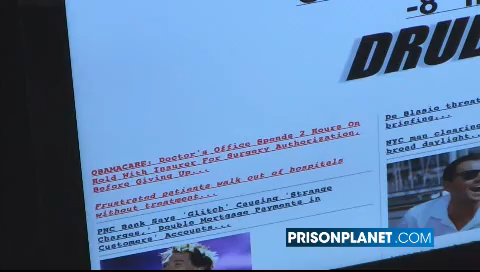 -8
DRU
OBAMACARE: Doctor's Office Spends 2 Hours On
Hold With Insurer For Surgery Authorization,
Before Giving Up...
Frustrated patients walk out of hospitals
without treatment...
PNC Bank Says 'Glitch' Causing 'Strange
Charges,' Double Mortgage Payments in
Customers' Accounts...
De Blasio threat
briefing...
NYC man clearing
broad daylight..
PRISONPLANET.COM